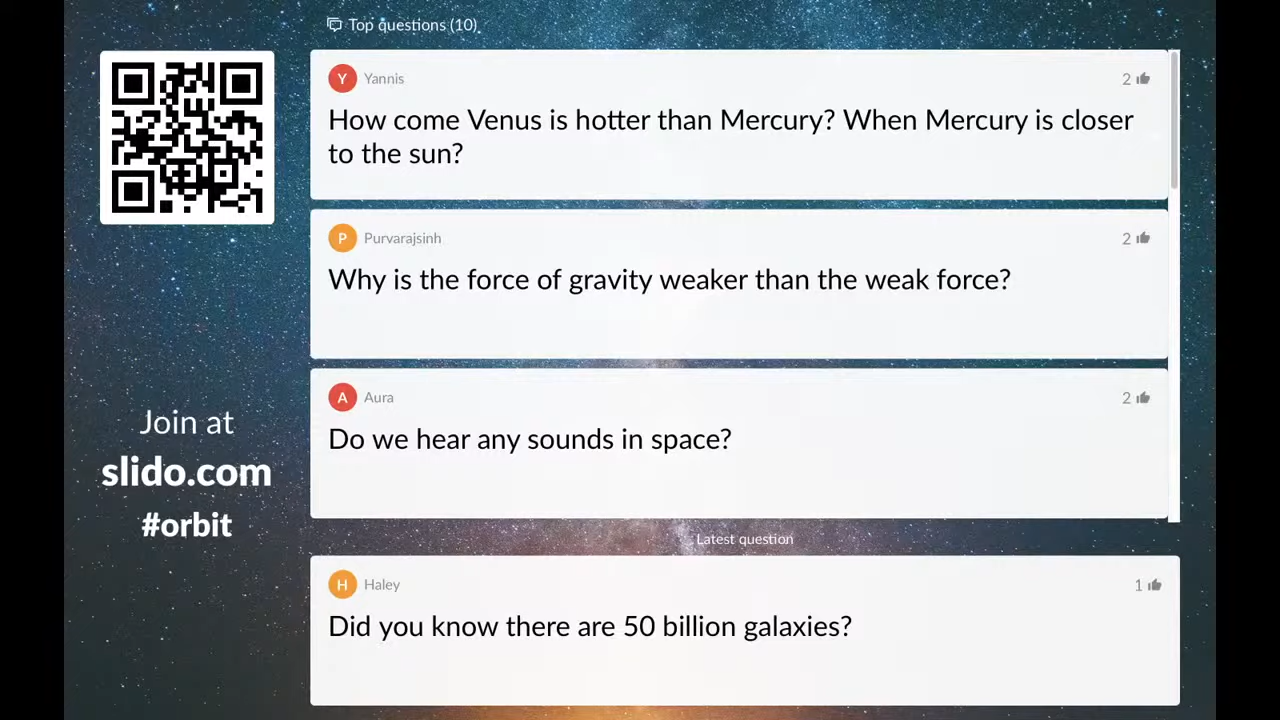 Top questions (10)
Y Yannis 2
How come Venus is hotter than Mercury? When Mercury is closer
to the sun?
P Purvarajsinh 2
Why is the force of gravity weaker than the weak force?
A Aura 2
Do we hear any sounds in space?
Join at
slido.com
#orbit
Latest question
H Haley 1
Did you know there are 50 billion galaxies?